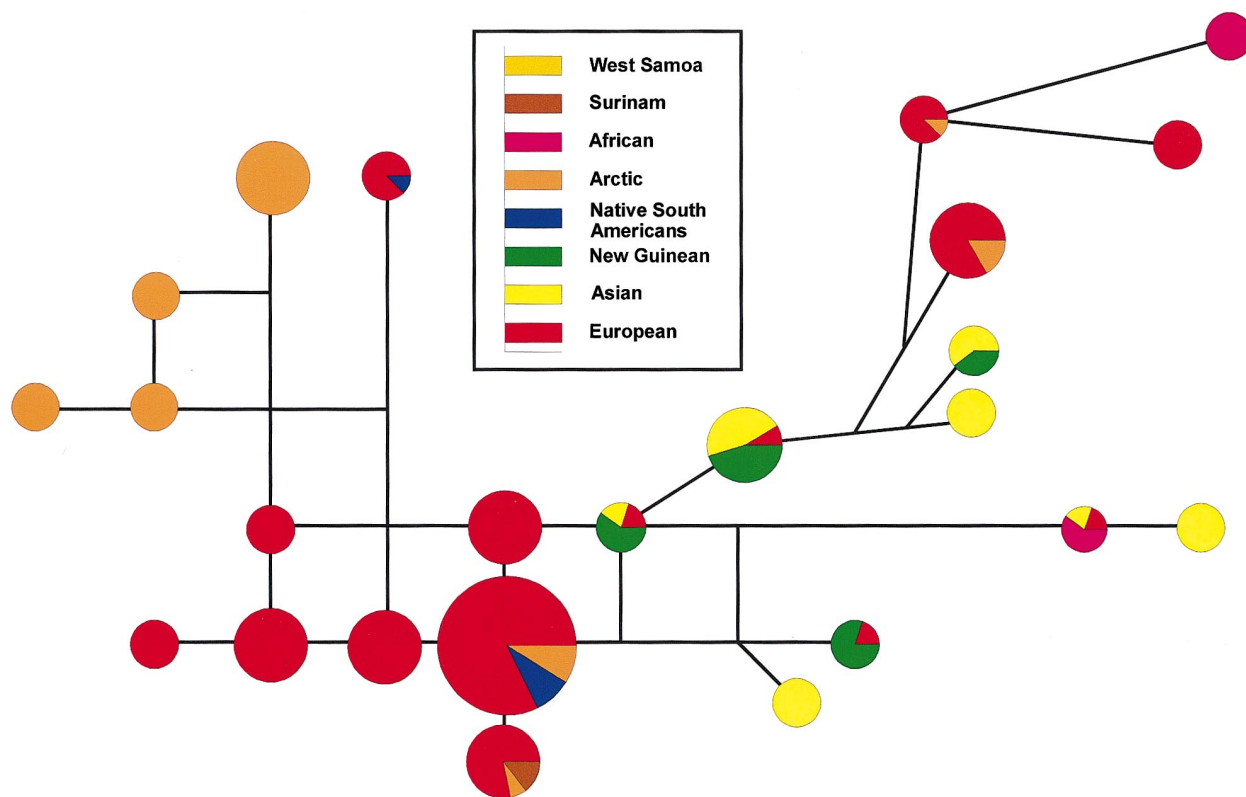 West Samoa
Surinam
African
Arctic
Native South
Americans
New Guinean
Asian
European